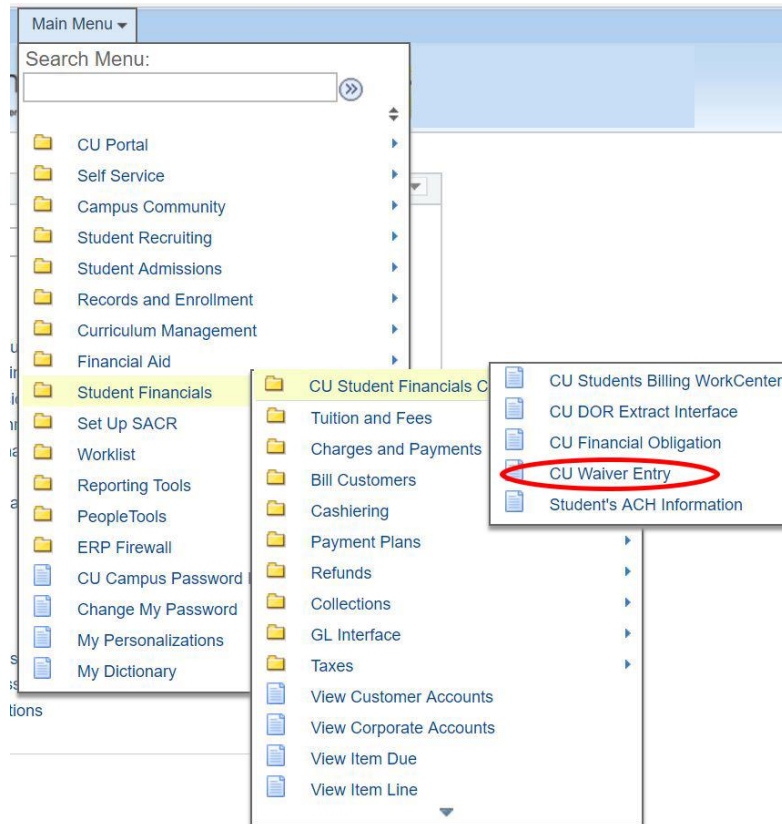 Main Menu
Search Menu:
CU Portal
Self Service
Campus Community
Student Recruiting
Student Admissions
Records and Enrollment
Curriculum Management
Financial Aid
Student Financials
Set Up SACR
Worklist
Reporting Tools
PeopleTools
ERP Firewall
CU Campus Password
Change My Password
My Personalizations
My Dictionary
tions
CU Student Financials C
Tuition and Fees
Charges and Payments
Bill Customers
Cashiering
Payment Plans
Refunds
Collections
GL Interface
Taxes
View Customer Accounts
View Corporate Accounts
View Item Due
View Item Line
CU Students Billing WorkCenter
CU DOR Extract Interface
CU Financial Obligation
CU Waiver Entry
Student's ACH Information